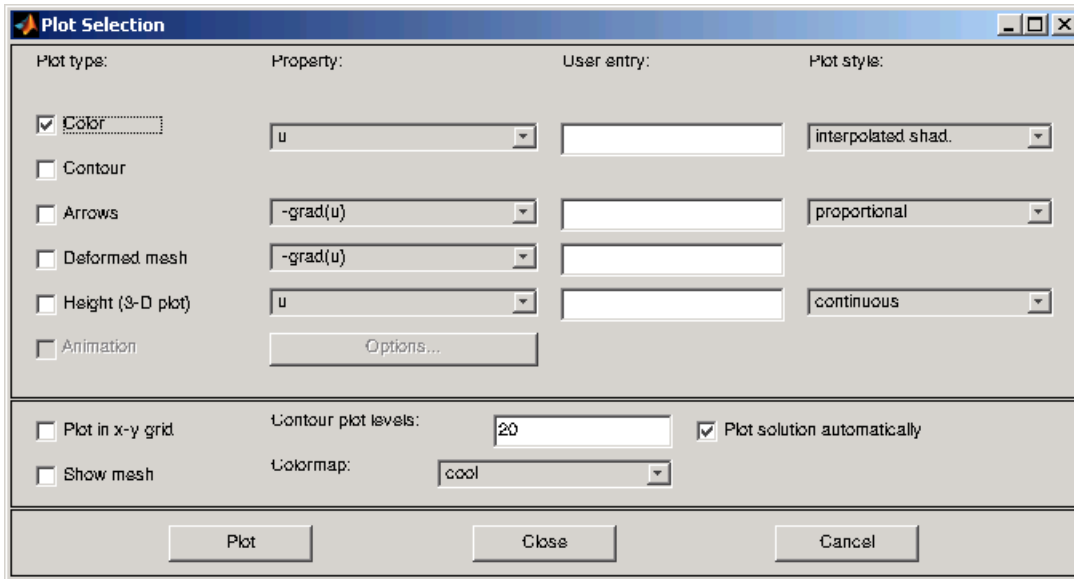 Plot Selection
Plot type: Property: User entry: Plot style:
Color u interpolated shad.
Contour
Arrows -grad(u) proportional
Deformed mesh -grad(u)
Height (3-D plot) u continuous
Animation Options...
Plot in x-y grid Contour plot levels: 20 Plot solution automatically
Show mesh Colormap: cool
Plot Close Cancel